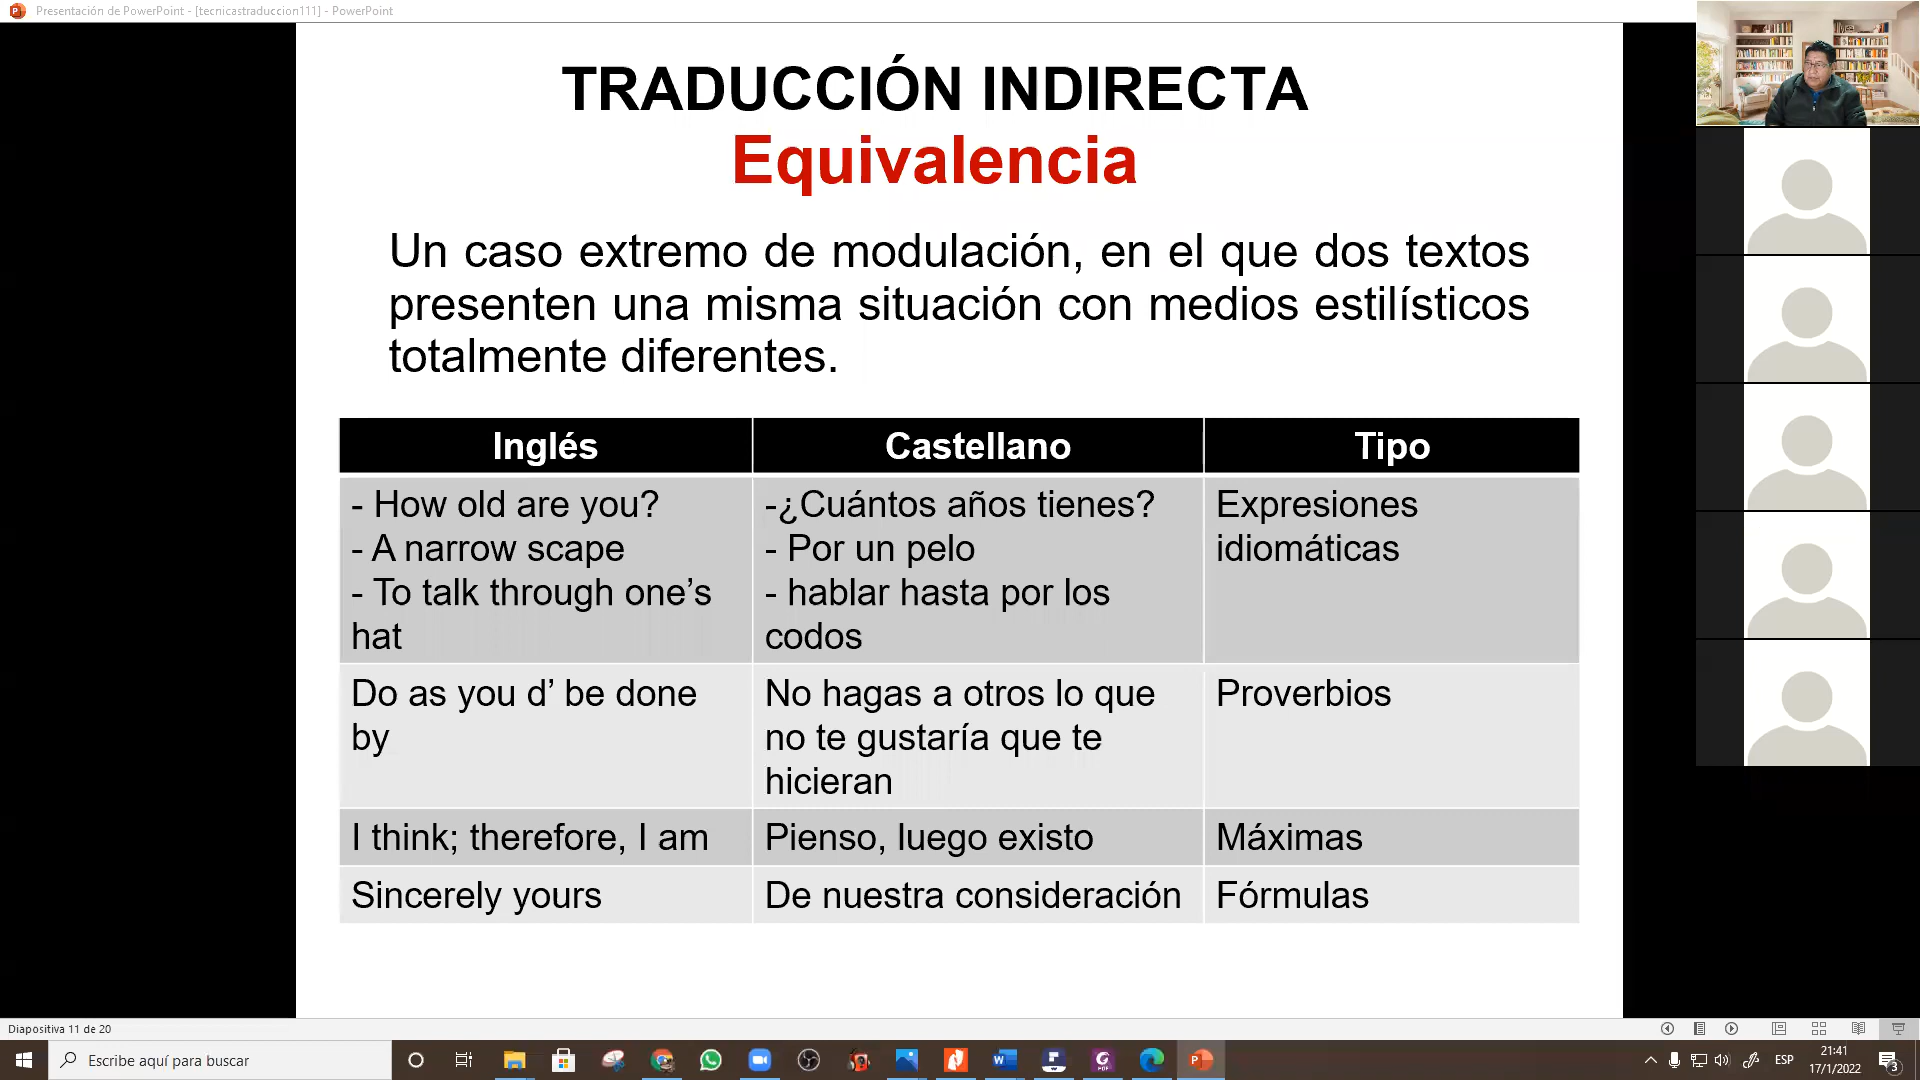 Presentación de PowerPoint - [tecnicastraduccion111] - PowerPoint
TRADUCCIÓN INDIRECTA
Equivalencia
Un caso extremo de modulación, en el que dos textos
presenten una misma situación con medios estilísticos
totalmente diferentes.
Inglés Castellano Tipo
- How old are you?
- A narrow scape
- To talk through one’s
hat
-¿Cuántos años tienes?
- Por un pelo
- hablar hasta por los
codos
Expresiones
idiomáticas
Do as you d’ be done
by
No hagas a otros lo que
no te gustaría que te
hicieran
Proverbios
I think; therefore, I am
Pienso, luego existo
Máximas
Sincerely yours
De nuestra consideración
Fórmulas
Diapositiva 11 de 20
Escribe aquí para buscar
ESP
21:41
17/1/2022
3